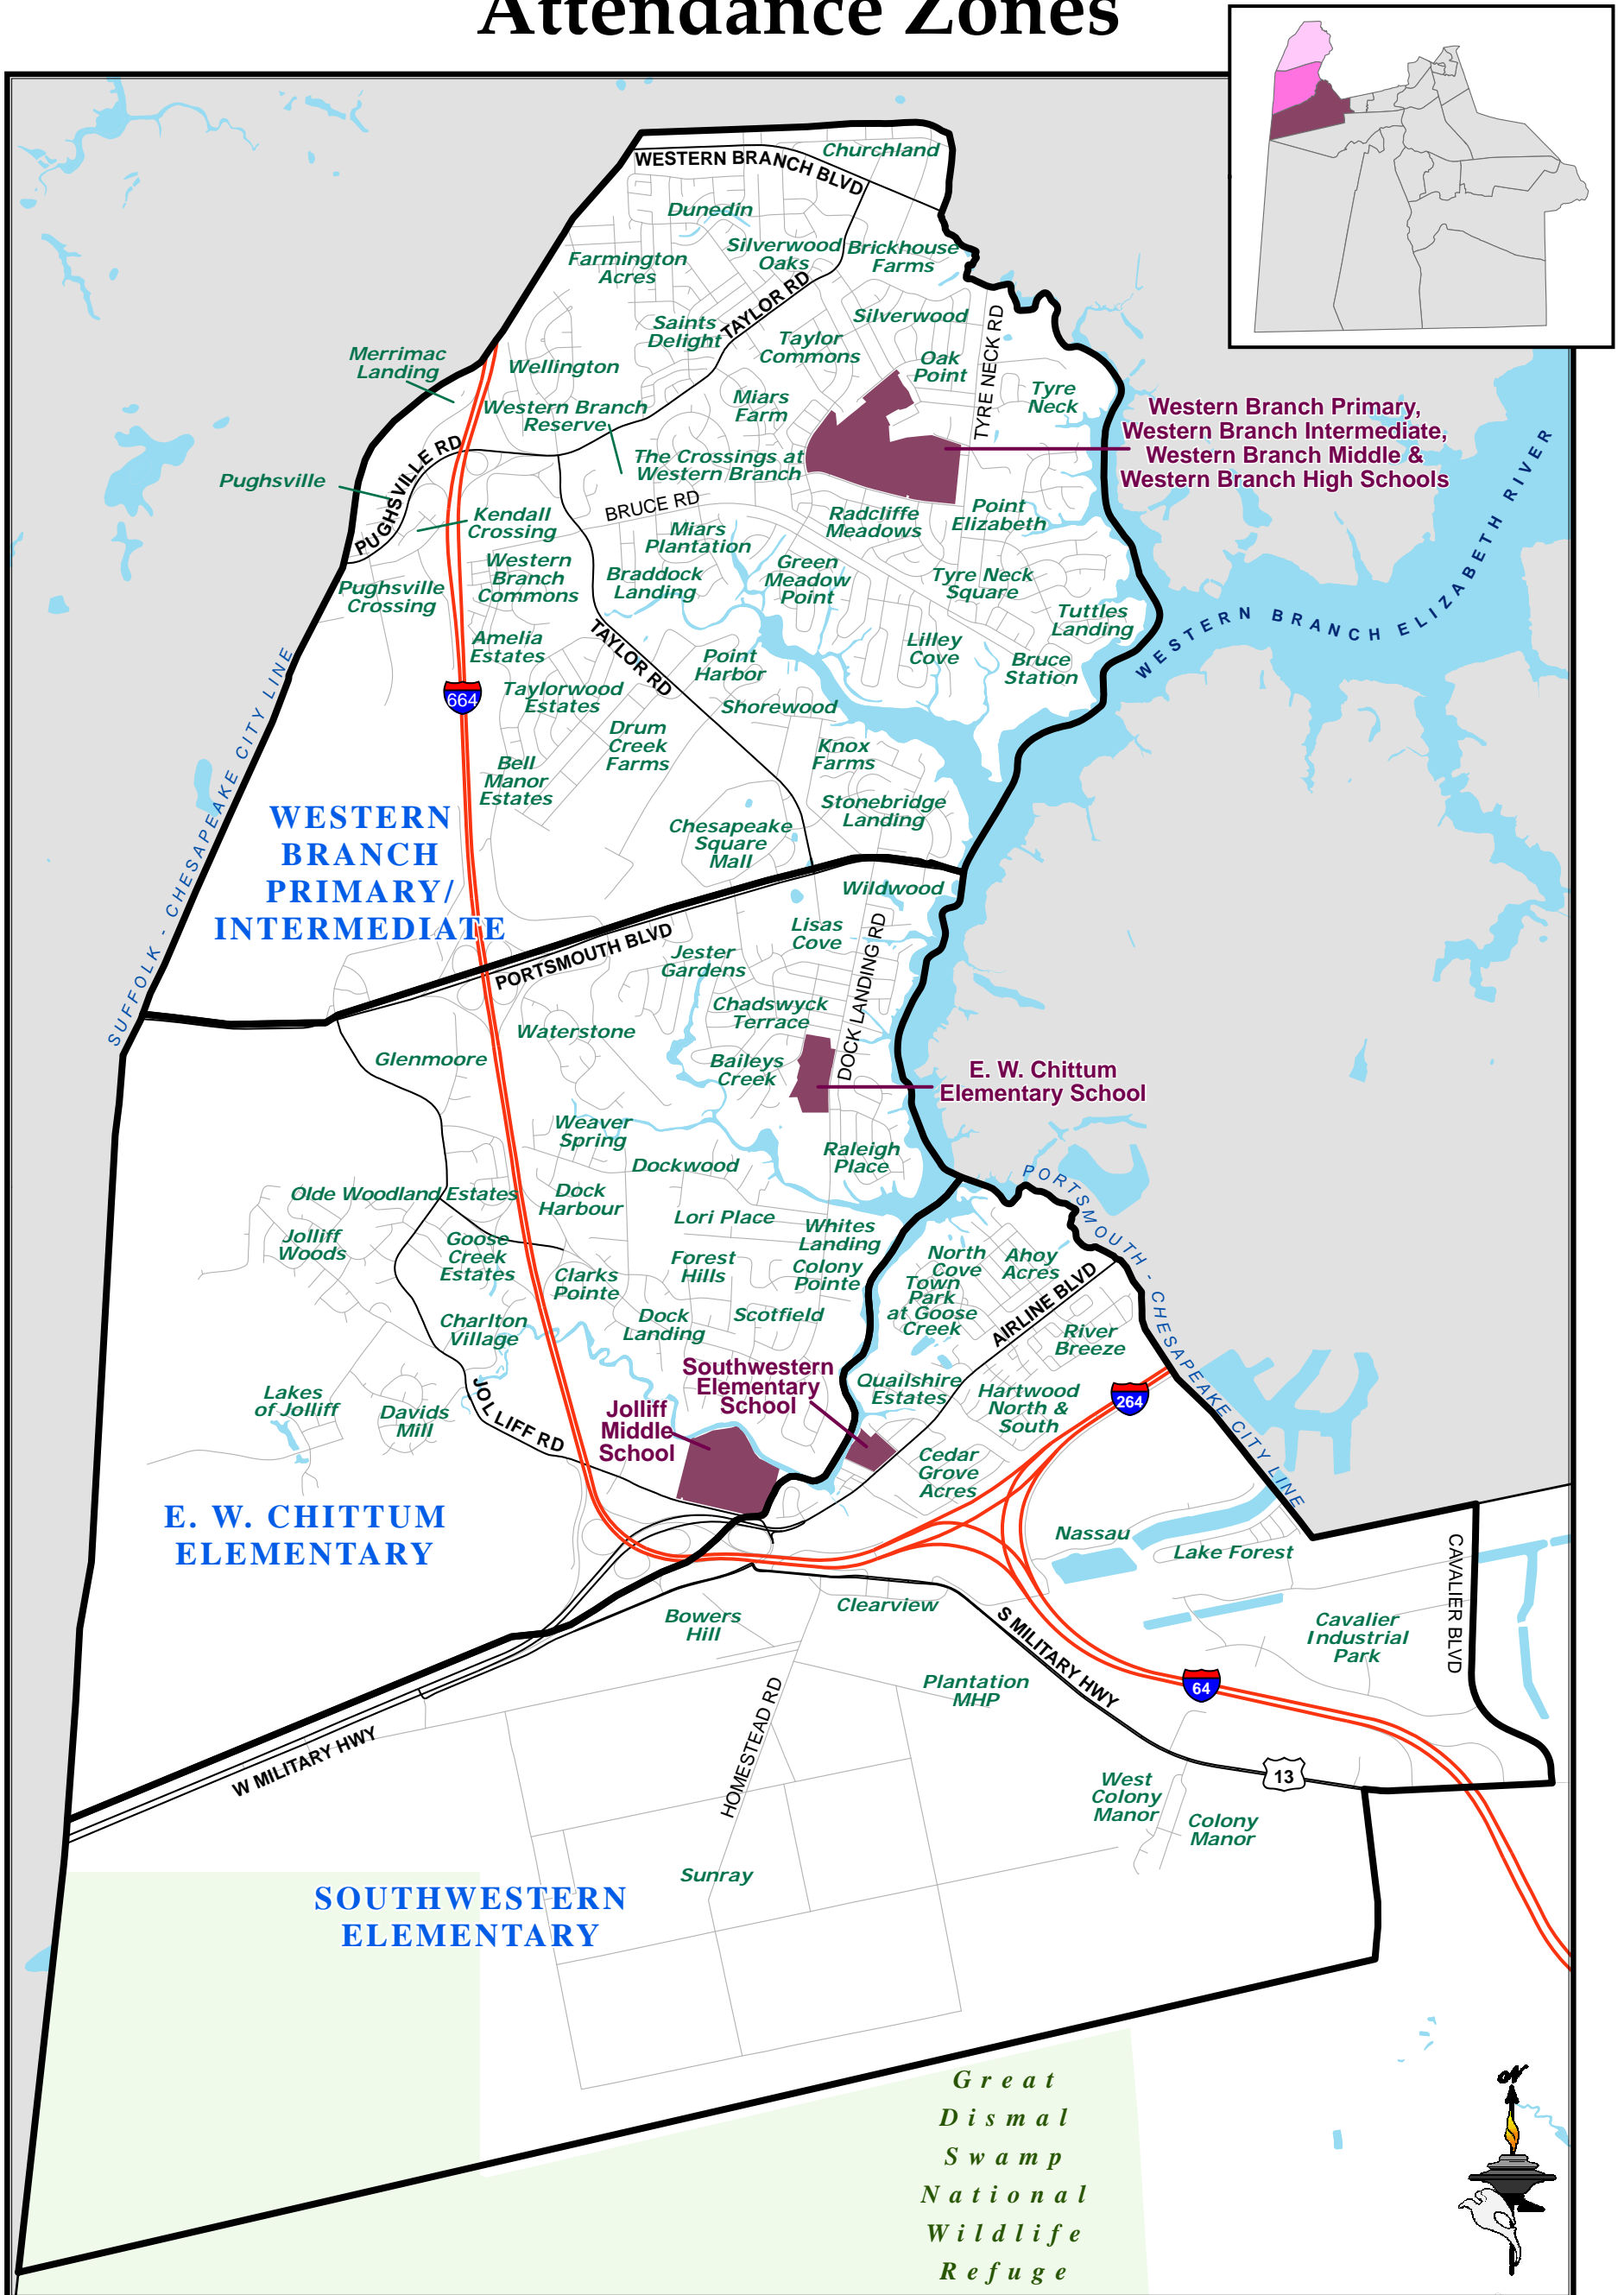 Attendance Zones
Churchland
WESTERN BRANCH BLVD
Dunedin
Silverwood
Oaks
Brickhouse
Farms
Farmington
Acres
TAYLOR RD
Silverwood
Saints
Delight
Taylor
Commons
TYRE NECK RD
Oak
Point
Merrimac
Landing
Wellington
Tyre
Neck
Miars
Farm
Western Branch
Reserve
Western Branch Primary,
Western Branch Intermediate,
Western Branch Middle &
Western Branch High Schools
PUGHSVILLE RD
The Crossings at
Western Branch
Pughsville
BRUCE RD
Kendall
Crossing
Radcliffe
Meadows
Point
Elizabeth
Miars
Plantation
Western
Branch
Commons
Green
Meadow
Point
Braddock
Landing
Tyre Neck
Square
Pughsville
Crossing
WESTERN BRANCH ELIZABETH RIVER
Tuttles
Landing
Amelia
Estates
TAYLOR RD
Lilley
Cove
Point
Harbor
Bruce
Station
664
Taylorwood
Estates
Shorewood
SUFFOLK - CHESAPEAKE CITY LINE
Drum
Creek
Farms
Knox
Farms
Bell
Manor
Estates
Stonebridge
Landing
Chesapeake
Square
Mall
WESTERN
BRANCH
PRIMARY/
INTERMEDIATE
Wildwood
Lisas
Cove
PORTSMOUTH BLVD
Jester
Gardens
DOCK LANDING RD
Chadswyck
Terrace
Waterstone
Glenmoore
Baileys
Creek
E. W. Chittum
Elementary School
Weaver
Spring
Raleigh
Place
Dockwood
PORTSMOUTH - CHESAPEAKE CITY LINE
Olde Woodland Estates
Dock
Harbour
Lori Place
Whites
Landing
Jolliff
Woods
Goose
Creek
Estates
North
Cove
Ahoy
Acres
Forest
Hills
Colony
Pointe
Clarks
Pointe
Town
Park
at Goose
Creek
AIRLINE BLVD
Charlton
Village
Dock
Landing
Scotfield
River
Breeze
Southwestern
Elementary
School
Quailshire
Estates
JOLLIFF RD
Lakes
of Jolliff
Hartwood
North &
South
264
Davids
Mill
Jolliff
Middle
School
Cedar
Grove
Acres
E. W. CHITTUM
ELEMENTARY
Nassau
Lake Forest
CAVALIER BLVD
Clearview
Bowers
Hill
S MILITARY HWY
Cavalier
Industrial
Park
Plantation
MHP
64
HOMESTEAD RD
W MILITARY HWY
13
West
Colony
Manor
Colony
Manor
Sunray
SOUTHWESTERN
ELEMENTARY
Great
Dismal
Swamp
National
Wildlife
Refuge
N